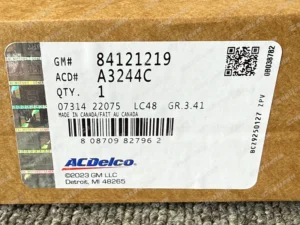 GM# 84121219
ACD# A3244C
QTY. 1
07314 22075 LC48 GR.3.41
MADE IN CANADA/FAIT AU CANADA
8 08709 82796 2
ACDelco
©2023 GM LLC
Detroit, MI 48265